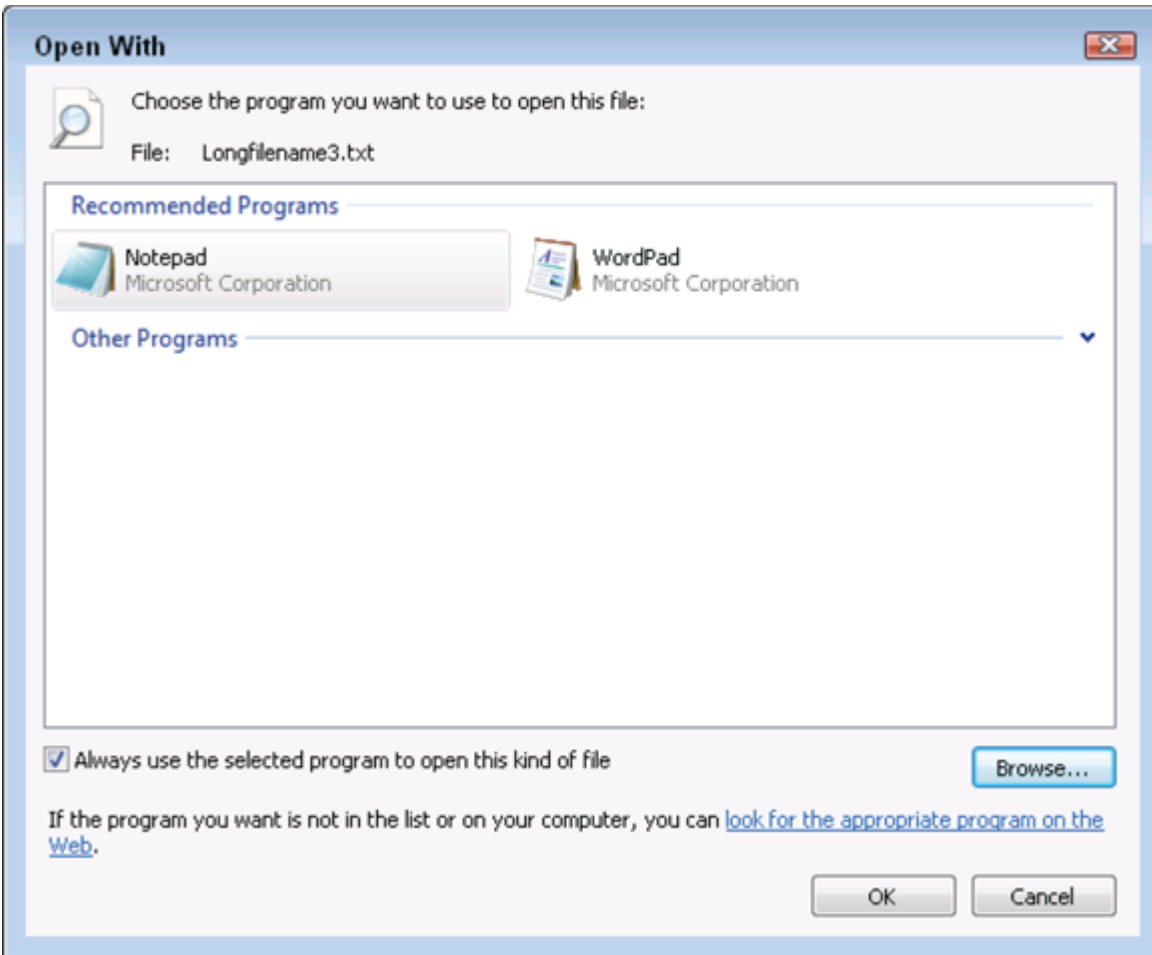 Open With
Choose the program you want to use to open this file:
File: Longfilename3.txt
Recommended Programs
Notepad
Microsoft Corporation
WordPad
Microsoft Corporation
Other Programs
Always use the selected program to open this kind of file
Browse...
If the program you want is not in the list or on your computer, you can look for the appropriate program on the
Web.
OK
Cancel